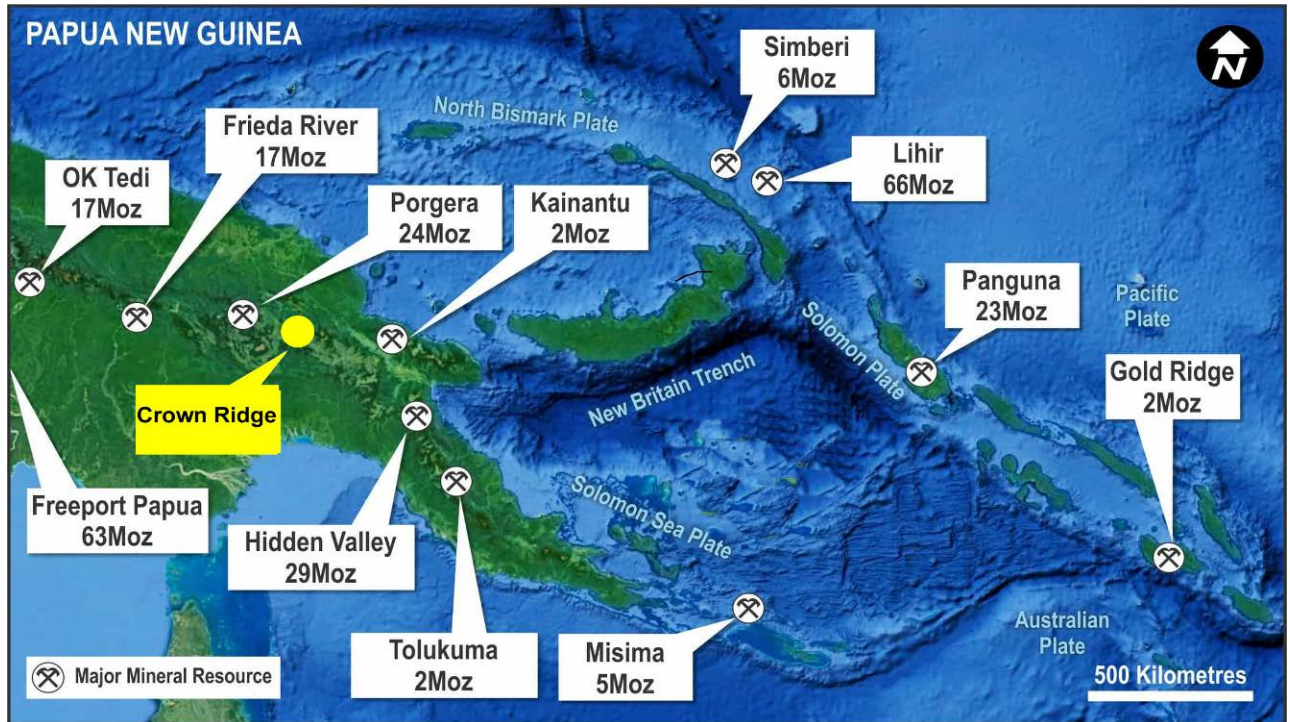 PAPUA NEW GUINEA
N
Simberi
6Moz
North Bismark Plate
Frieda River
17Moz
Lihir
66Moz
OK Tedi
17Moz
Porgera
24Moz
Kainantu
2Moz
Panguna
23Moz
Pacific
Plate
Solomon Plate
Gold Ridge
2Moz
New Britain Trench
Crown Ridge
Freeport Papua
63Moz
Solomon Sea Plate
Hidden Valley
29Moz
Australian
Plate
Tolukuma
2Moz
Misima
5Moz
Major Mineral Resource
500 Kilometres